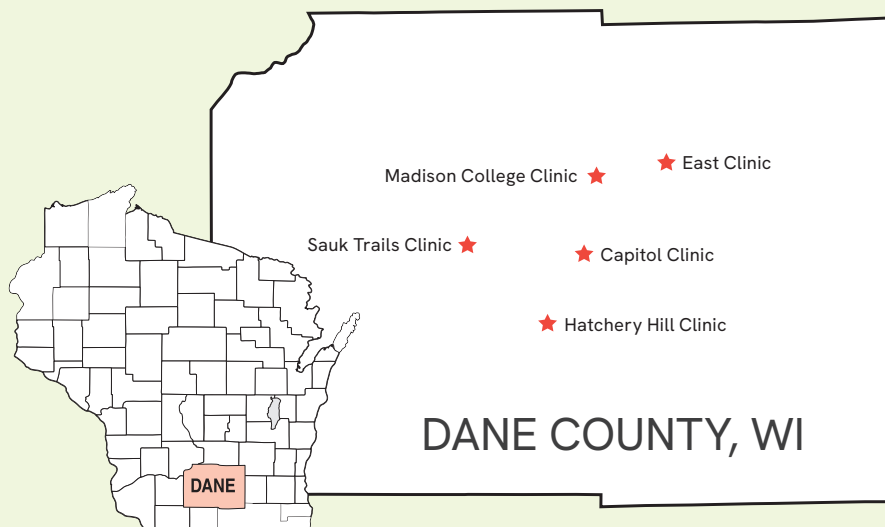 East Clinic
Madison College Clinic
Sauk Trails Clinic
Capitol Clinic
Hatchery Hill Clinic
DANE COUNTY, WI
DANE